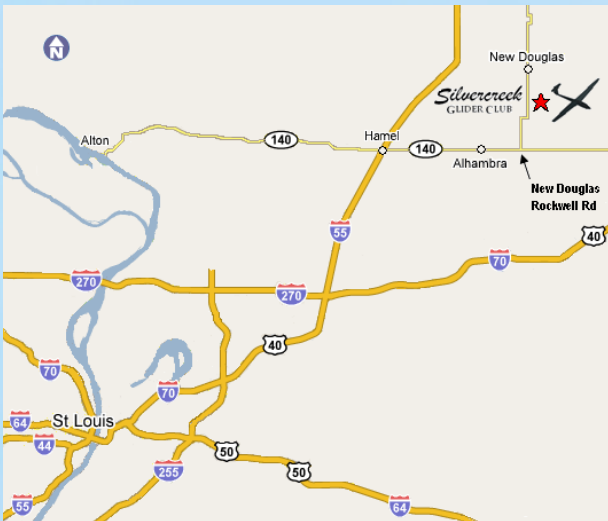 N
New Douglas
Silvercreek
GLIDER CLUB
Alton
140
Hamel
140
Alhambra
New Douglas
Rockwell Rd
55
40
70
270
270
40
70
70
64
St Louis
44
50
255
50
55
64